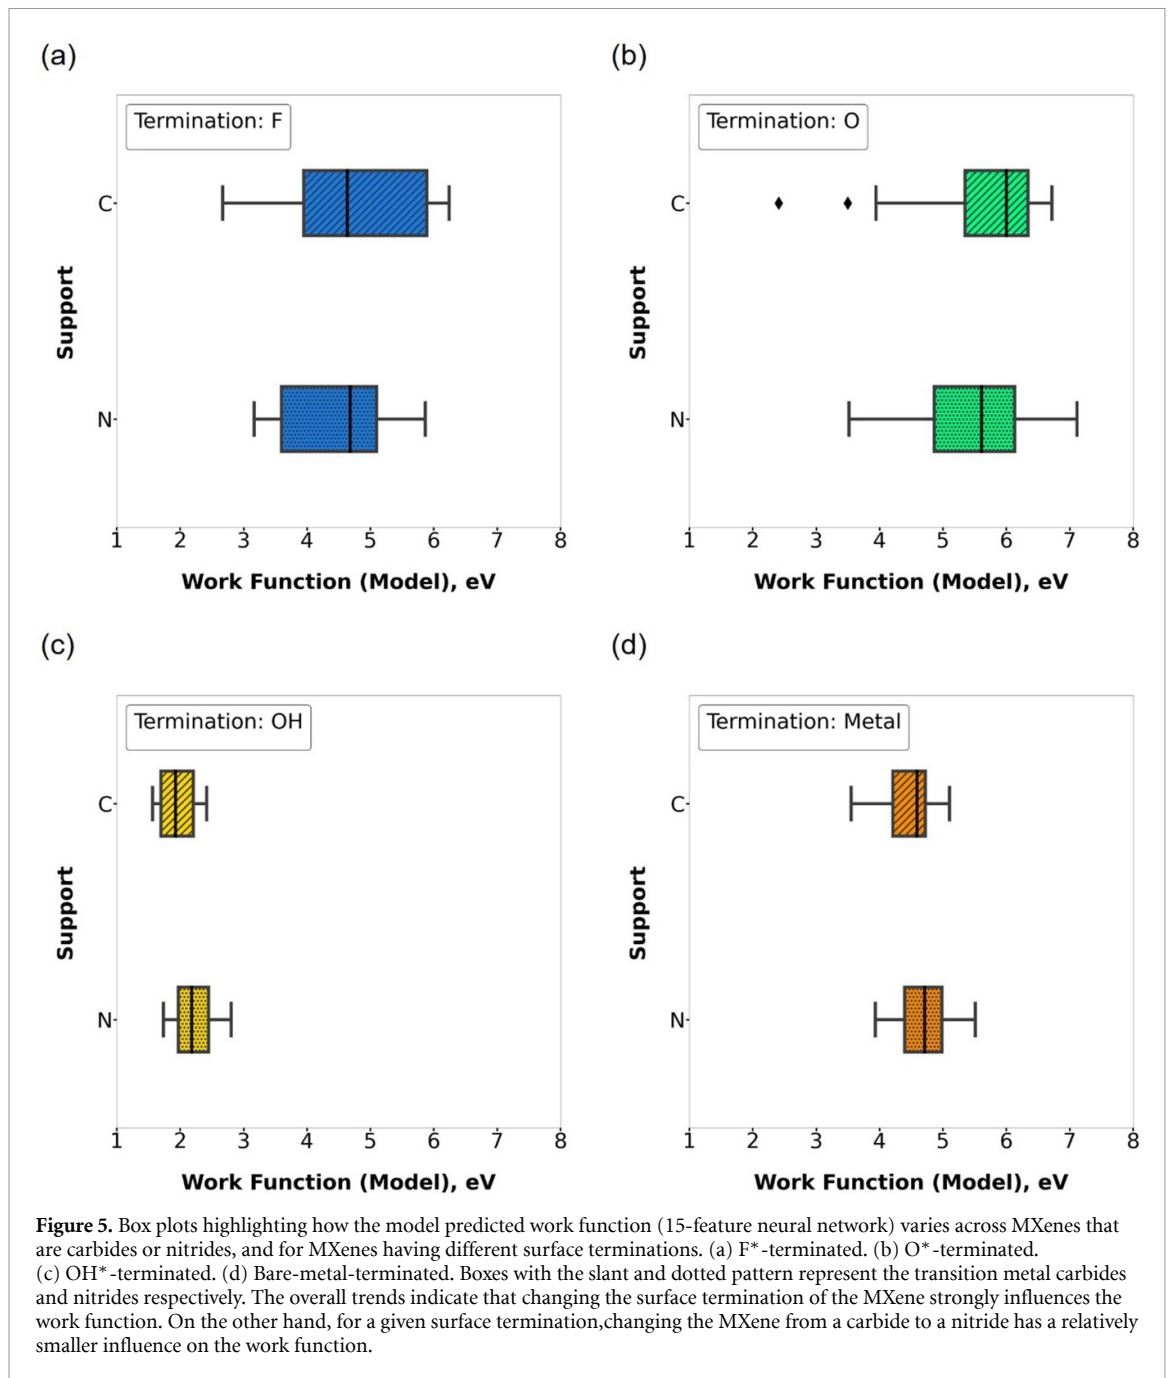 (a)
Termination: F
C
N
Support
1 2 3 4 5 6 7 8
Work Function (Model), eV
(b)
Termination: O
C
N
Support
1 2 3 4 5 6 7 8
Work Function (Model), eV
(c)
Termination: OH
C
N
Support
1 2 3 4 5 6 7 8
Work Function (Model), eV
(d)
Termination: Metal
C
N
Support
1 2 3 4 5 6 7 8
Work Function (Model), eV
Figure 5. Box plots highlighting how the model predicted work function (15-feature neural network) varies across MXenes that
are carbides or nitrides, and for MXenes having different surface terminations. (a) F*-terminated. (b) O*-terminated.
(c) OH*-terminated. (d) Bare-metal-terminated. Boxes with the slant and dotted pattern represent the transition metal carbides
and nitrides respectively. The overall trends indicate that changing the surface termination of the MXene strongly influences the
work function. On the other hand, for a given surface termination,changing the MXene from a carbide to a nitride has a relatively
smaller influence on the work function.